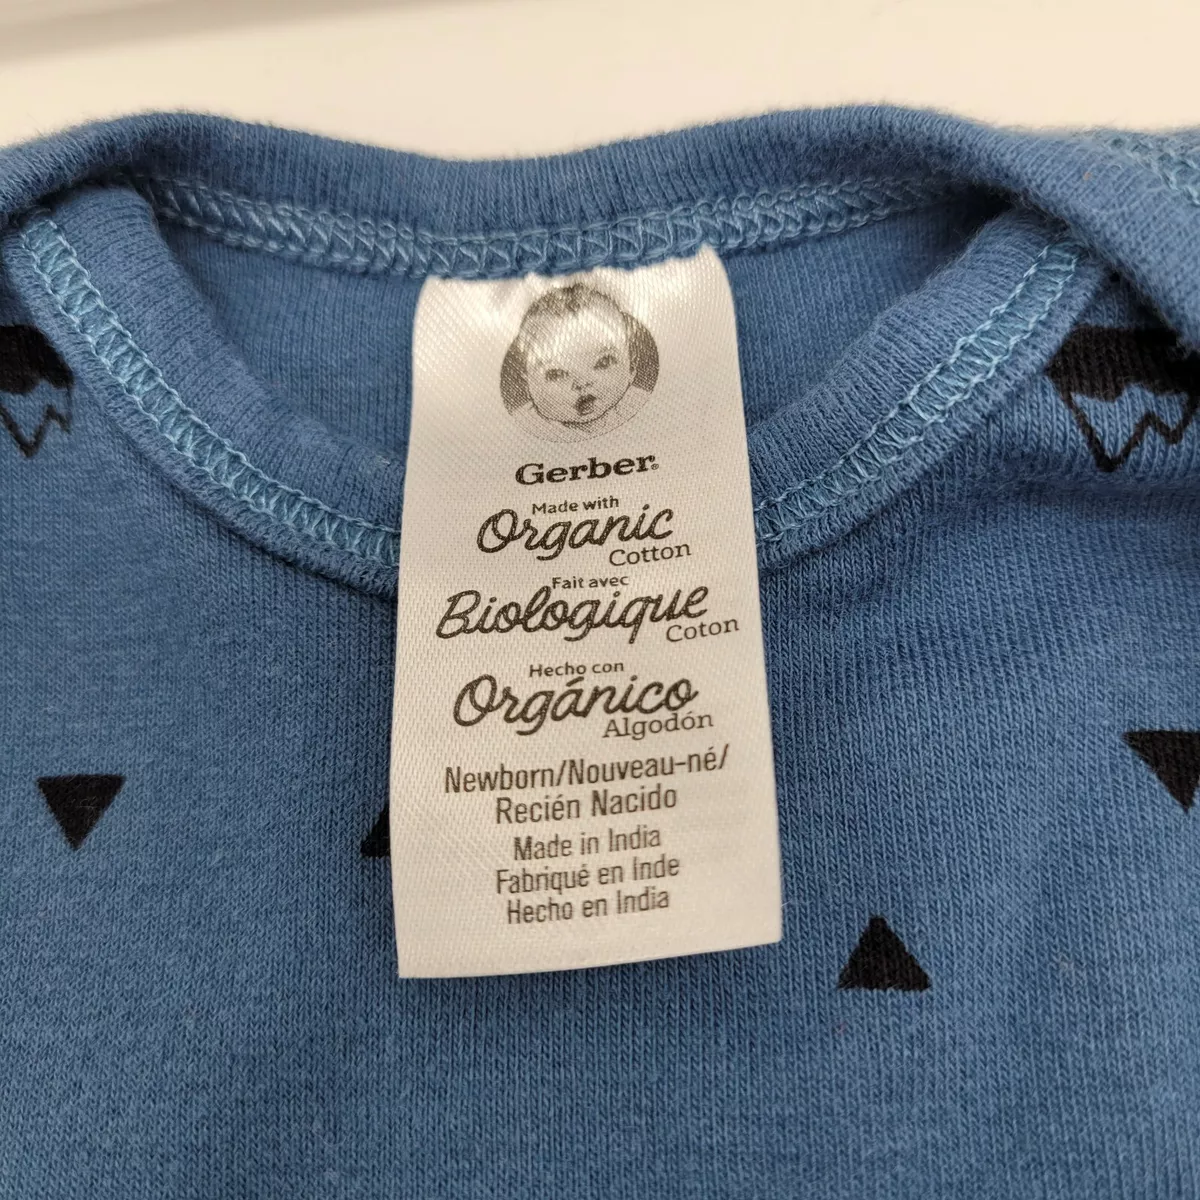 Gerber®
Made with
Organic
Cotton
Fait avec
Biologique
Coton
Hecho con
Orgánico
Algodón
Newborn/Nouveau-né/
Recién Nacido
Made in India
Fabriqué en Inde
Hecho en India